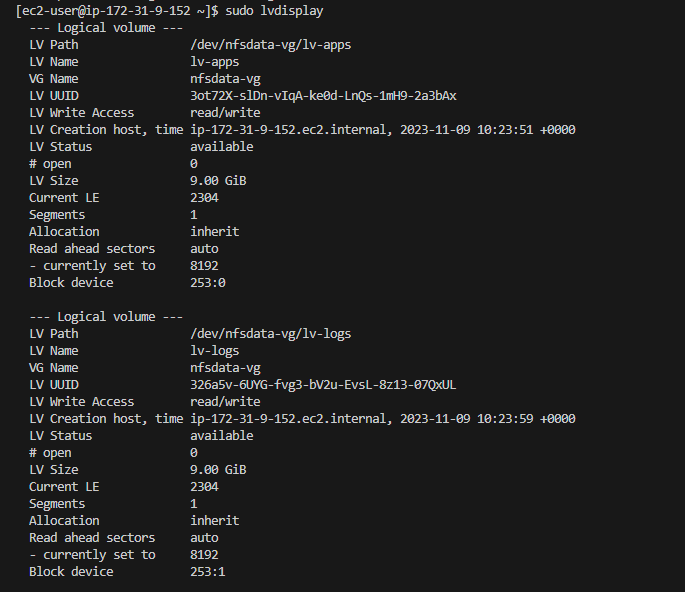 [ec2-user@ip-172-31-9-152 ~]$ sudo lvdisplay
--- Logical volume ---
LV Path                /dev/nfsdata-vg/lv-apps
LV Name                lv-apps
VG Name                nfsdata-vg
LV UUID                3ot72X-slDn-vIqA-ke0d-LnQs-1mH9-2a3bAx
LV Write Access        read/write
LV Creation host, time ip-172-31-9-152.ec2.internal, 2023-11-09 10:23:51 +0000
LV Status              available
# open                 0
LV Size                9.00 GiB
Current LE             2304
Segments               1
Allocation             inherit
Read ahead sectors     auto
- currently set to     8192
Block device           253:0
--- Logical volume ---
LV Path                /dev/nfsdata-vg/lv-logs
LV Name                lv-logs
VG Name                nfsdata-vg
LV UUID                326a5v-6UYG-fvg3-bV2u-EvsL-8z13-07QxUL
LV Write Access        read/write
LV Creation host, time ip-172-31-9-152.ec2.internal, 2023-11-09 10:23:59 +0000
LV Status              available
# open                 0
LV Size                9.00 GiB
Current LE             2304
Segments               1
Allocation             inherit
Read ahead sectors     auto
- currently set to     8192
Block device           253:1